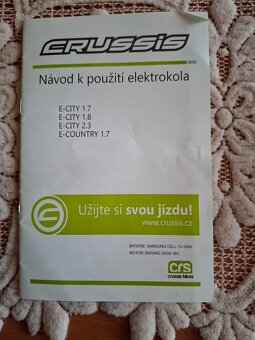 CRUSSIS
Návod k použití elektrokola
E-CITY 1.7
E-CITY 1.8
E-CITY 2.3
E-COUNTRY 1.7
Užijte si svou jízdu!
www.crussis.cz
BATERIE: SAMSUNG CELL 13-16Ah
MOTOR: BAFANG 250W 36V
crs
crussis bikes